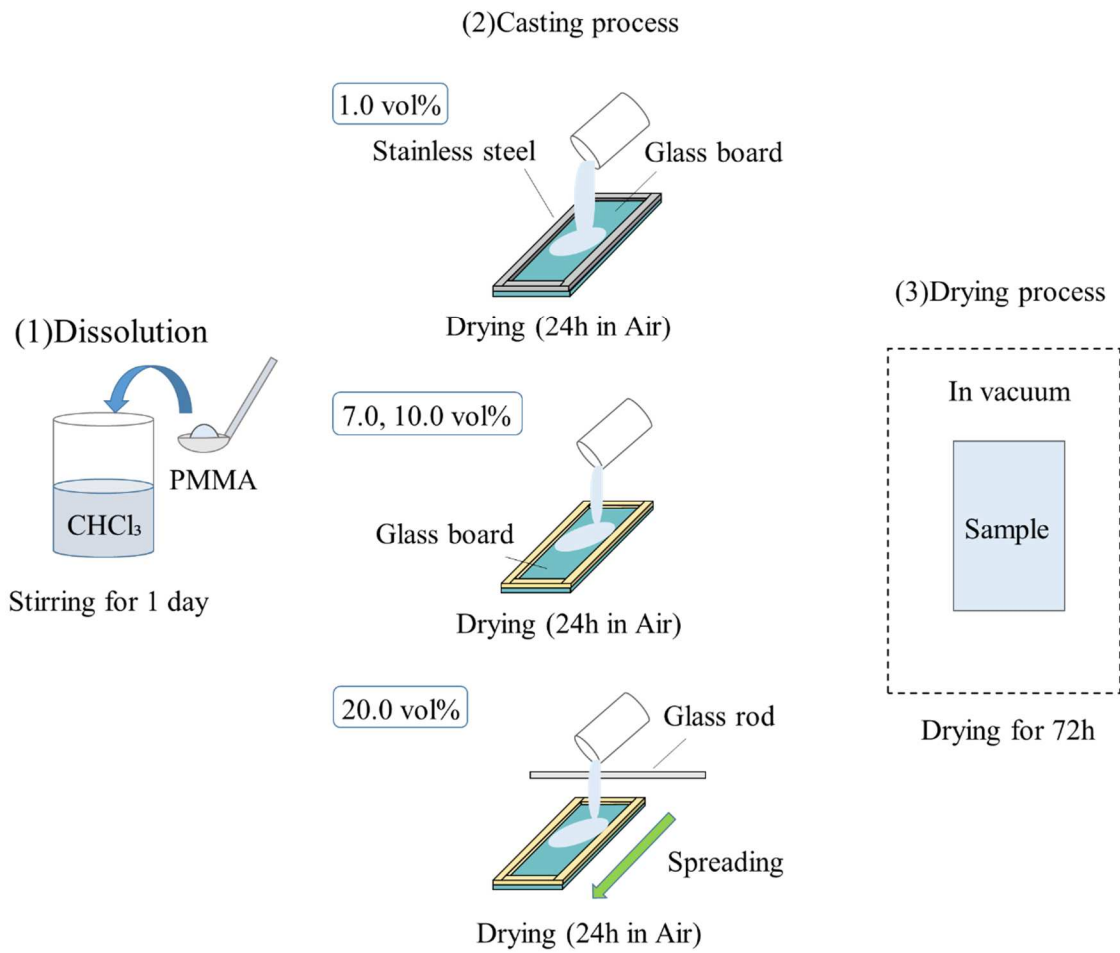 (1)Dissolution
PMMA
CHCl₃
Stirring for 1 day
(2)Casting process
1.0 vol%
Stainless steel
Glass board
Drying (24h in Air)
7.0, 10.0 vol%
Glass board
Drying (24h in Air)
20.0 vol%
Glass rod
Spreading
Drying (24h in Air)
(3)Drying process
In vacuum
Sample
Drying for 72h